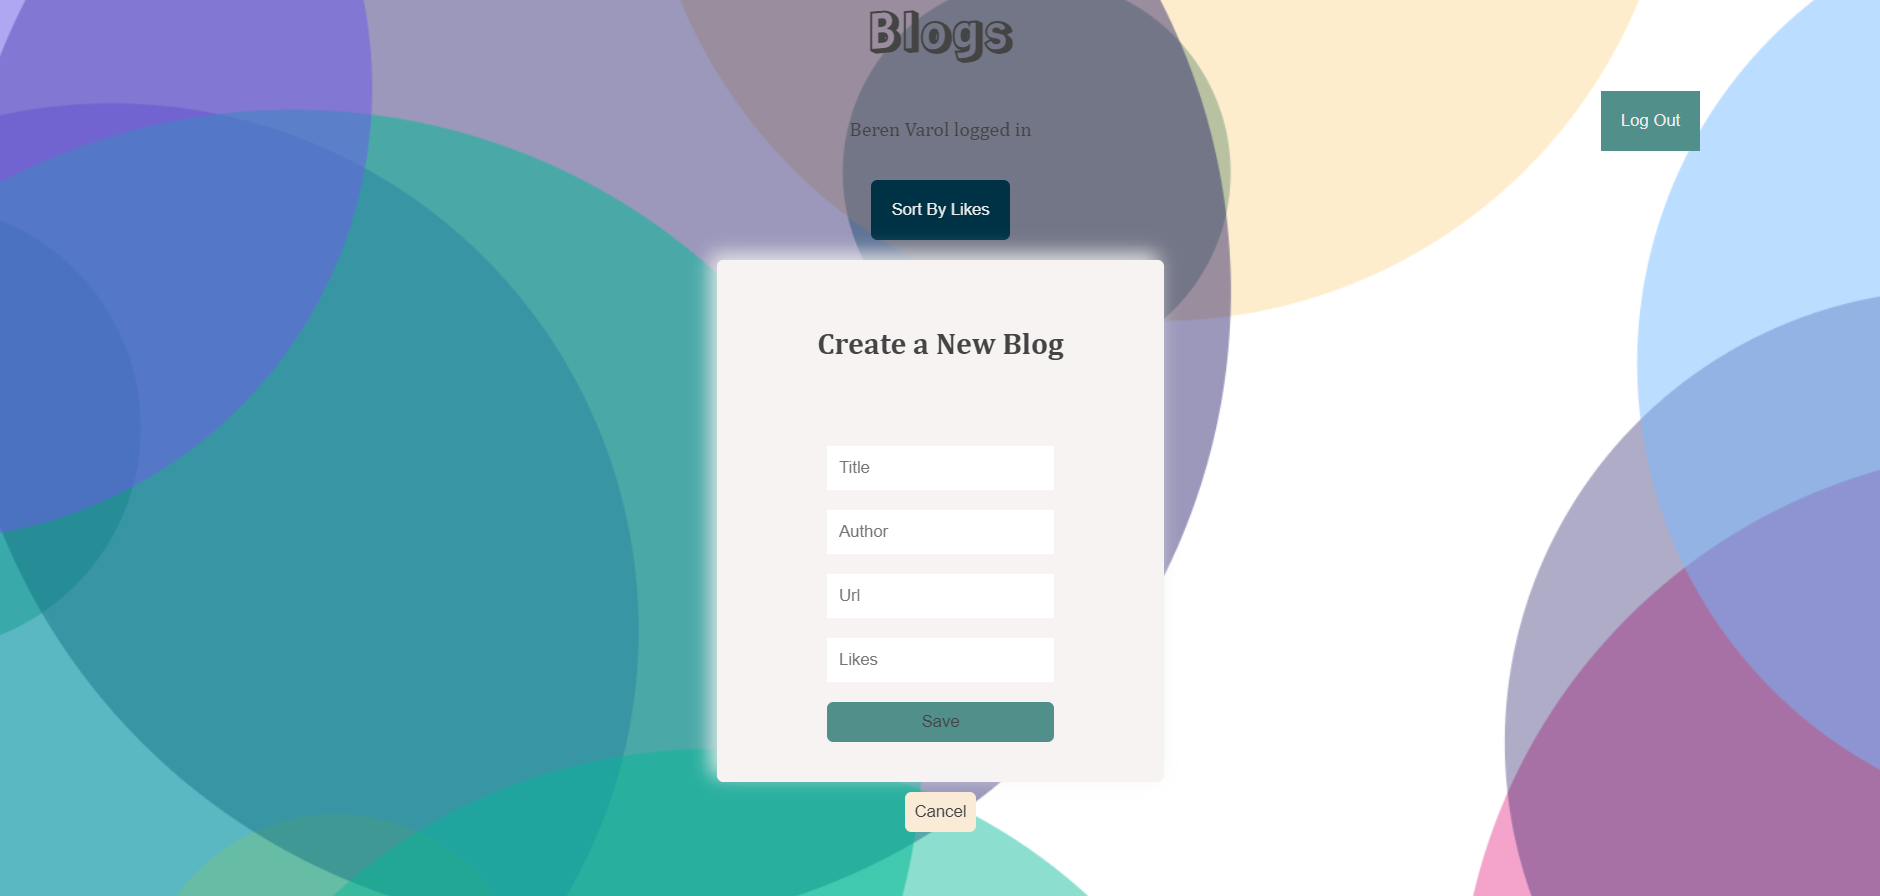 Blogs
Beren Varol logged in
Log Out
Sort By Likes
Create a New Blog
Title
Author
Url
Likes
Save
Cancel